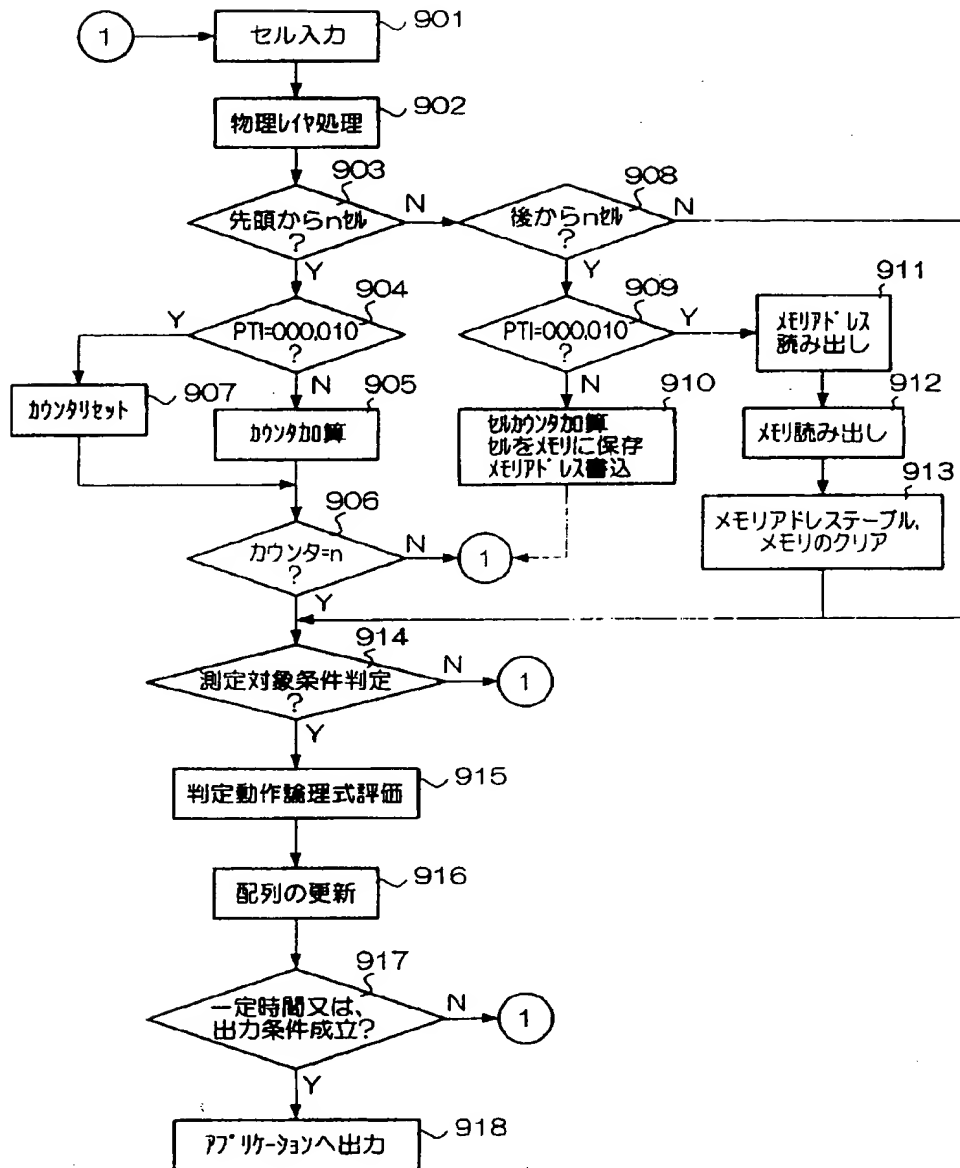 1
セル入力
901
物理ﾚｲﾔ処理
902
903
先頭からnｾﾙ
?
N
Y
908
後からnｾﾙ
?
N
Y
904
PTI=000,010
?
Y
N
909
PTI=000,010
?
Y
N
911
ﾒﾓﾘｱﾄﾞﾚｽ
読み出し
907
ｶｳﾝﾀﾘｾｯﾄ
905
ｶｳﾝﾀ加算
910
ｾﾙｶｳﾝﾀ加算
セルをメモリに保存
ﾒﾓﾘｱﾄﾞﾚｽ書込
912
ﾒﾓﾘ読み出し
913
メモリアドレステーブル,
メモリのクリア
906
カウンタ=n
?
N
1
Y
914
測定対象条件判定
?
N
1
Y
915
判定動作論理式評価
916
配列の更新
917
一定時間又は、
出力条件成立?
N
1
Y
918
ｱﾌﾟﾘｹｰｼｮﾝへ出力